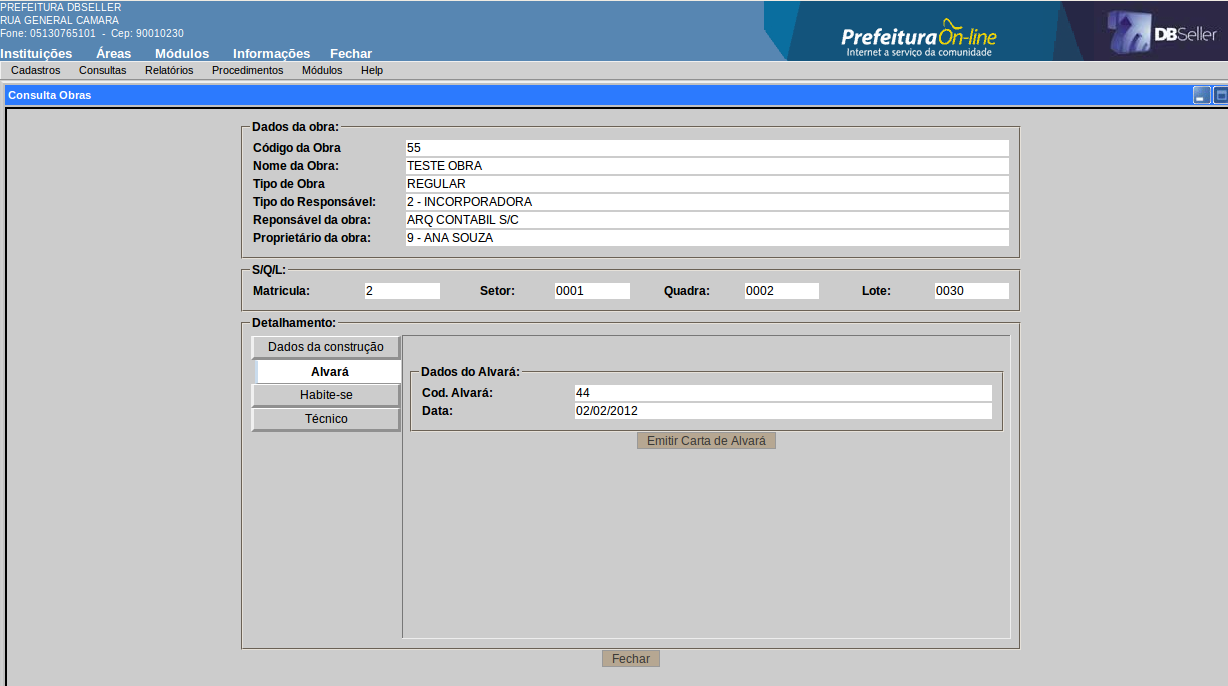 PREFEITURA DBSELLER
RUA GENERAL CAMARA
Fone: 05130765101 - Cep: 90010230
PrefeituraOn-line
Internet a serviço da comunidade
DBSeller
Instituições Áreas Módulos Informações Fechar
Cadastros Consultas Relatórios Procedimentos Módulos Help
Consulta Obras
Dados da obra:
Código da Obra 55
Nome da Obra: TESTE OBRA
Tipo de Obra REGULAR
Tipo do Responsável: 2 - INCORPORADORA
Reponsável da obra: ARQ CONTABIL S/C
Proprietário da obra: 9 - ANA SOUZA
S/Q/L:
Matricula: 2 Setor: 0001 Quadra: 0002 Lote: 0030
Detalhamento:
Dados da construção
Alvará
Habite-se
Técnico
Dados do Alvará:
Cod. Alvará: 44
Data: 02/02/2012
Emitir Carta de Alvará
Fechar